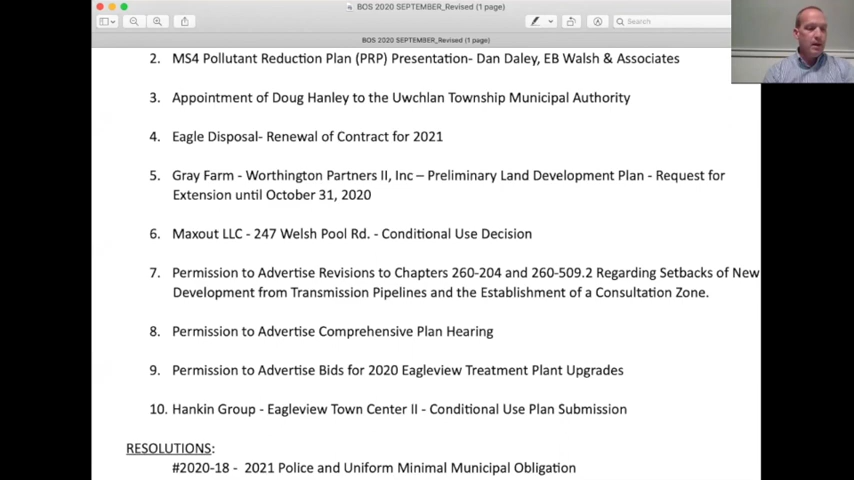 BOS 2020 SEPTEMBER_Revised (1 page)
Search
BOS 2020 SEPTEMBER_Revised (1 page)
2. MS4 Pollutant Reduction Plan (PRP) Presentation- Dan Daley, EB Walsh & Associates
3. Appointment of Doug Hanley to the Uwchlan Township Municipal Authority
4. Eagle Disposal- Renewal of Contract for 2021
5. Gray Farm - Worthington Partners II, Inc – Preliminary Land Development Plan - Request for
Extension until October 31, 2020
6. Maxout LLC - 247 Welsh Pool Rd. - Conditional Use Decision
7. Permission to Advertise Revisions to Chapters 260-204 and 260-509.2 Regarding Setbacks of New
Development from Transmission Pipelines and the Establishment of a Consultation Zone.
8. Permission to Advertise Comprehensive Plan Hearing
9. Permission to Advertise Bids for 2020 Eagleview Treatment Plant Upgrades
10. Hankin Group - Eagleview Town Center II - Conditional Use Plan Submission
RESOLUTIONS:
#2020-18 - 2021 Police and Uniform Minimal Municipal Obligation